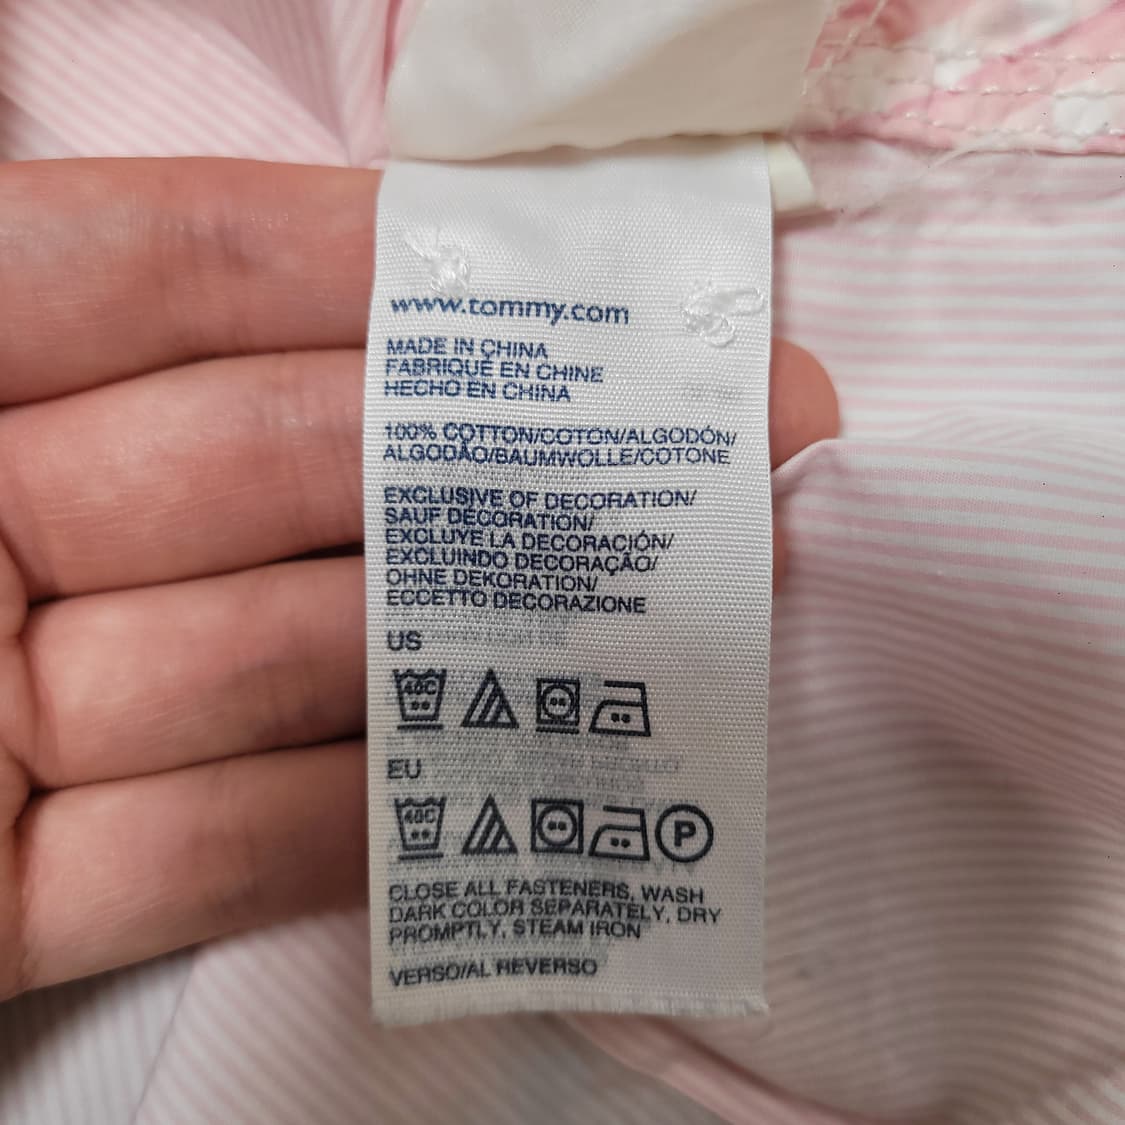 www.tommy.com
MADE IN CHINA
FABRIQUÉ EN CHINE
HECHO EN CHINA
100% COTTON/COTON/ALGODÓN/
ALGODÃO/BAUMWOLLE/COTONE
EXCLUSIVE OF DECORATION/
SAUF DECORATION/
EXCLUYE LA DECORACIÓN/
EXCLUINDO DECORAÇÃO/
OHNE DEKORATION/
ECCETTO DECORAZIONE
US
40C
EU
40C P
CLOSE ALL FASTENERS, WASH
DARK COLOR SEPARATELY, DRY
PROMPTLY, STEAM IRON
VERSO/AL REVERSO